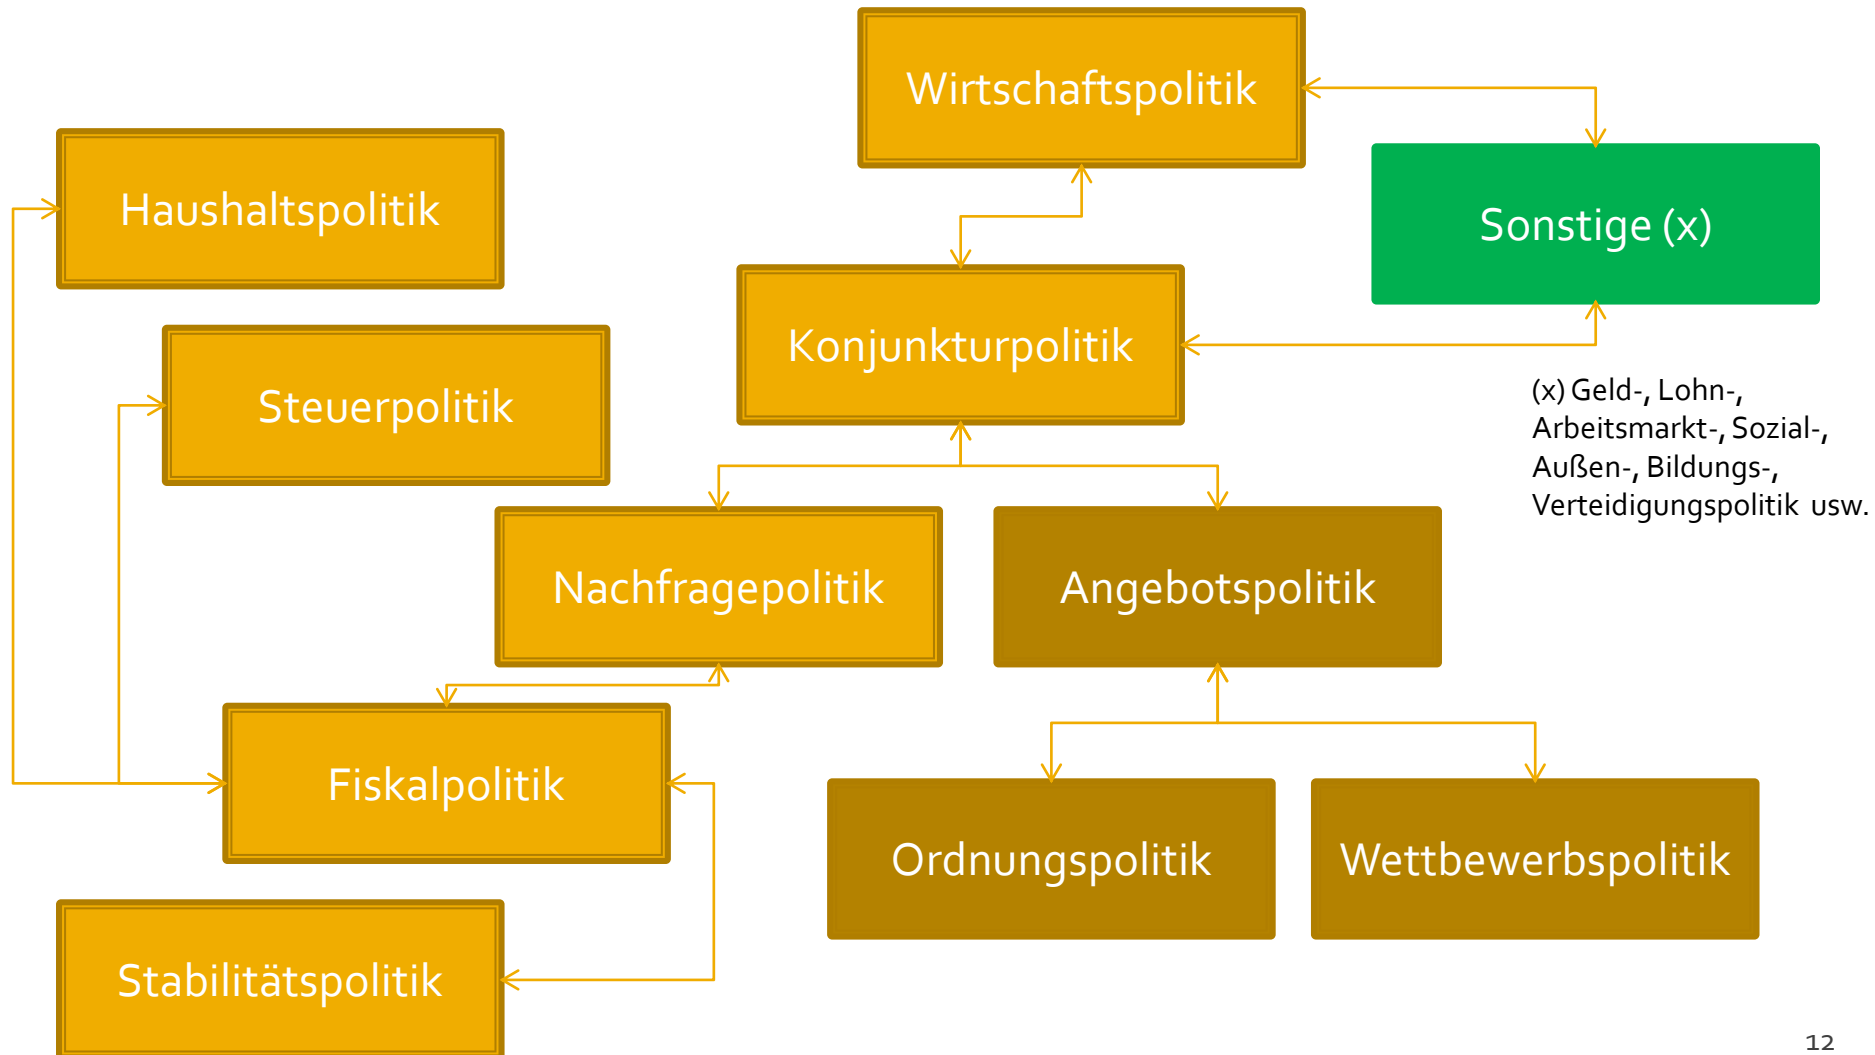 Wirtschaftspolitik
Haushaltspolitik
Sonstige (x)
Konjunkturpolitik
Steuerpolitik
(x) Geld-, Lohn-,
Arbeitsmarkt-, Sozial-,
Außen-, Bildungs-,
Verteidigungspolitik usw.
Nachfragepolitik
Angebotspolitik
Fiskalpolitik
Ordnungspolitik
Wettbewerbspolitik
Stabilitätspolitik
12